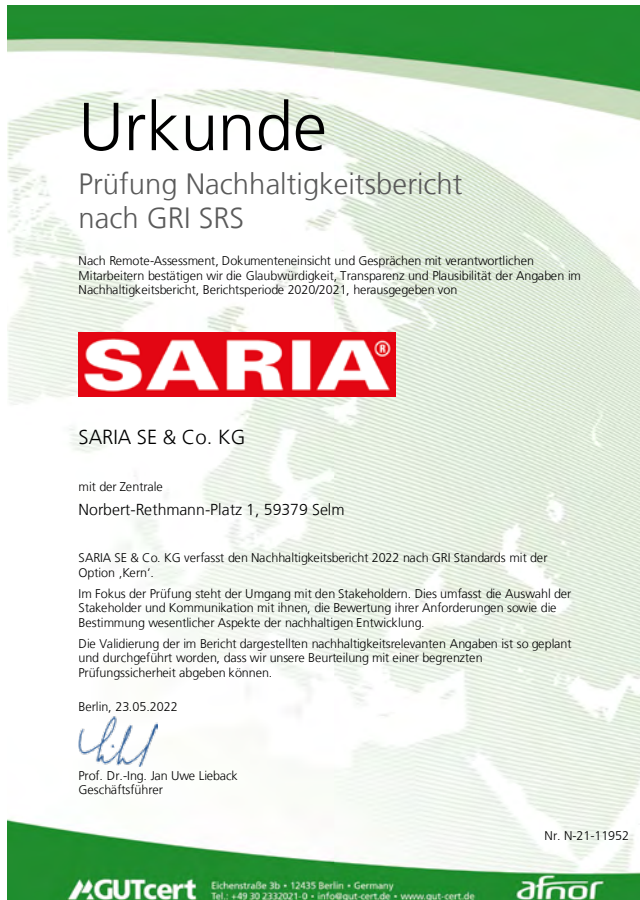 Urkunde
Prüfung Nachhaltigkeitsbericht
nach GRI SRS
Nach Remote-Assessment, Dokumenteneinsicht und Gesprächen mit verantwortlichen
Mitarbeitern bestätigen wir die Glaubwürdigkeit, Transparenz und Plausibilität der Angaben im
Nachhaltigkeitsbericht, Berichtsperiode 2020/2021, herausgegeben von
SARIA®
SARIA SE & Co. KG
mit der Zentrale
Norbert-Rethmann-Platz 1, 59379 Selm
SARIA SE & Co. KG verfasst den Nachhaltigkeitsbericht 2022 nach GRI Standards mit der
Option ‚Kern‘.
Im Fokus der Prüfung steht der Umgang mit den Stakeholdern. Dies umfasst die Auswahl der
Stakeholder und Kommunikation mit ihnen, die Bewertung ihrer Anforderungen sowie die
Bestimmung wesentlicher Aspekte der nachhaltigen Entwicklung.
Die Validierung der im Bericht dargestellten nachhaltigkeitsrelevanten Angaben ist so geplant
und durchgeführt worden, dass wir unsere Beurteilung mit einer begrenzten
Prüfungssicherheit abgeben können.
Berlin, 23.05.2022
Prof. Dr.-Ing. Jan Uwe Lieback
Geschäftsführer
Nr. N-21-11952
GUTcert
Eichenstraße 3b • 12435 Berlin • Germany
Tel.: +49 30 2332021-0 • info@gut-cert.de • www.gut-cert.de
afnor